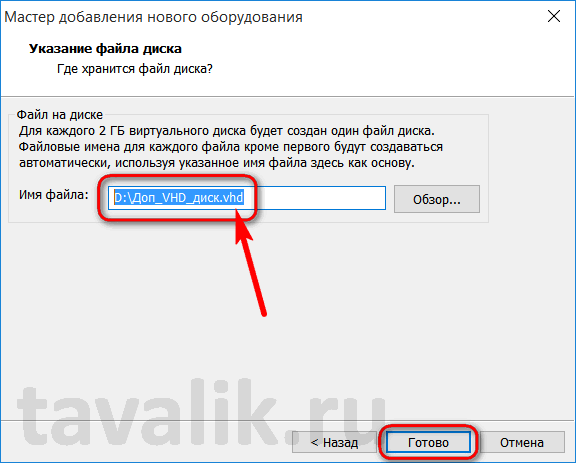 Мастер добавления нового оборудования
Указание файла диска
Где хранится файл диска?
Файл на диске
Для каждого 2 ГБ виртуального диска будет создан один файл диска.
Файловые имена для каждого файла кроме первого будут создаваться
автоматически, используя указанное имя файла здесь как основу.
Имя файла:
D:\Доп_VHD_диск.vhd
Обзор...
tavalik.ru
< Назад
Готово
Отмена